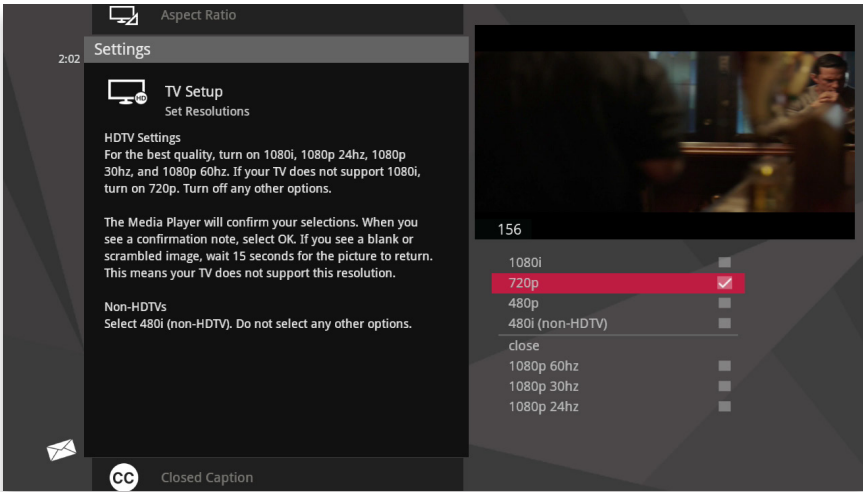 Aspect Ratio
2:02
Settings
TV Setup
Set Resolutions
HDTV Settings
For the best quality, turn on 1080i, 1080p 24hz, 1080p
30hz, and 1080p 60hz. If your TV does not support 1080i,
turn on 720p. Turn off any other options.
The Media Player will confirm your selections. When you
see a confirmation note, select OK. If you see a blank or
scrambled image, wait 15 seconds for the picture to return.
This means your TV does not support this resolution.
Non-HDTVs
Select 480i (non-HDTV). Do not select any other options.
CC Closed Caption
156
1080i
720p
480p
480i (non-HDTV)
close
1080p 60hz
1080p 30hz
1080p 24hz